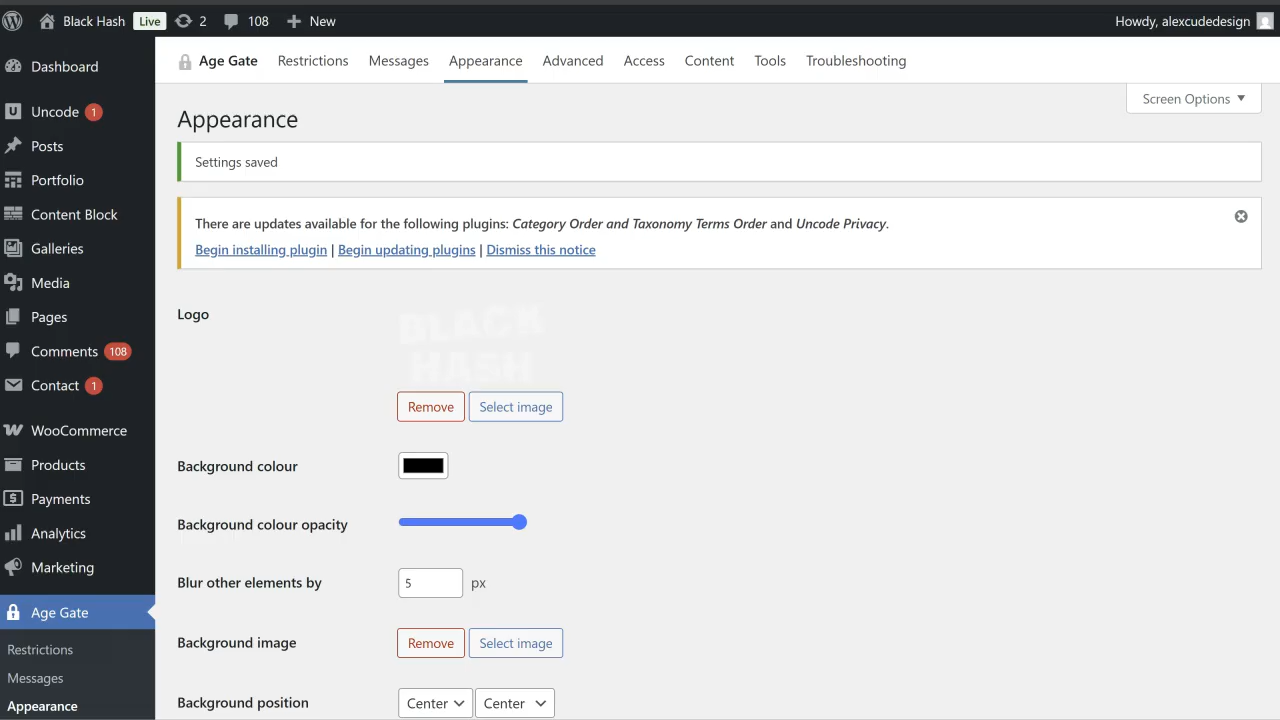 Black Hash Live 2 108 New Howdy, alexcudedesign
Age Gate Restrictions Messages Appearance Advanced Access Content Tools Troubleshooting
Screen Options
Dashboard
Uncode 1
Posts
Portfolio
Content Block
Galleries
Media
Pages
Comments 108
Contact 1
WooCommerce
Products
Payments
Analytics
Marketing
Age Gate
Restrictions
Messages
Appearance
Appearance
Settings saved
There are updates available for the following plugins: Category Order and Taxonomy Terms Order and Uncode Privacy.
Begin installing plugin | Begin updating plugins | Dismiss this notice
Logo
BLACK
HASH
Remove Select image
Background colour
Background colour opacity
Blur other elements by 5 px
Background image Remove Select image
Background position Center Center